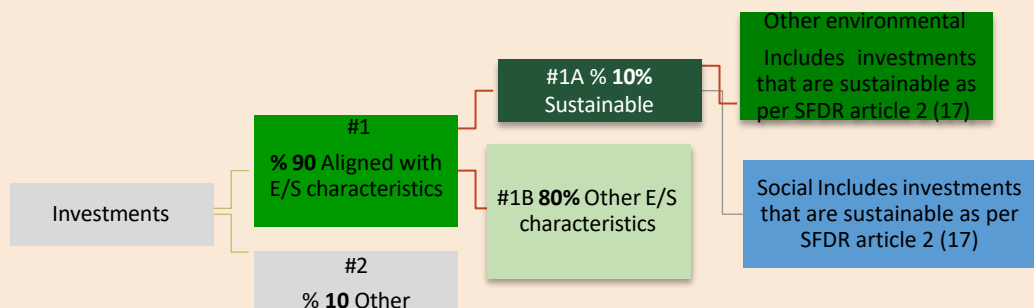 Investments
#1
% 90 Aligned with
E/S characteristics
#2
% 10 Other
#1A % 10%
Sustainable
#1B 80% Other E/S
characteristics
Other environmental
Includes investments
that are sustainable as
per SFDR article 2 (17)
Social Includes investments
that are sustainable as per
SFDR article 2 (17)